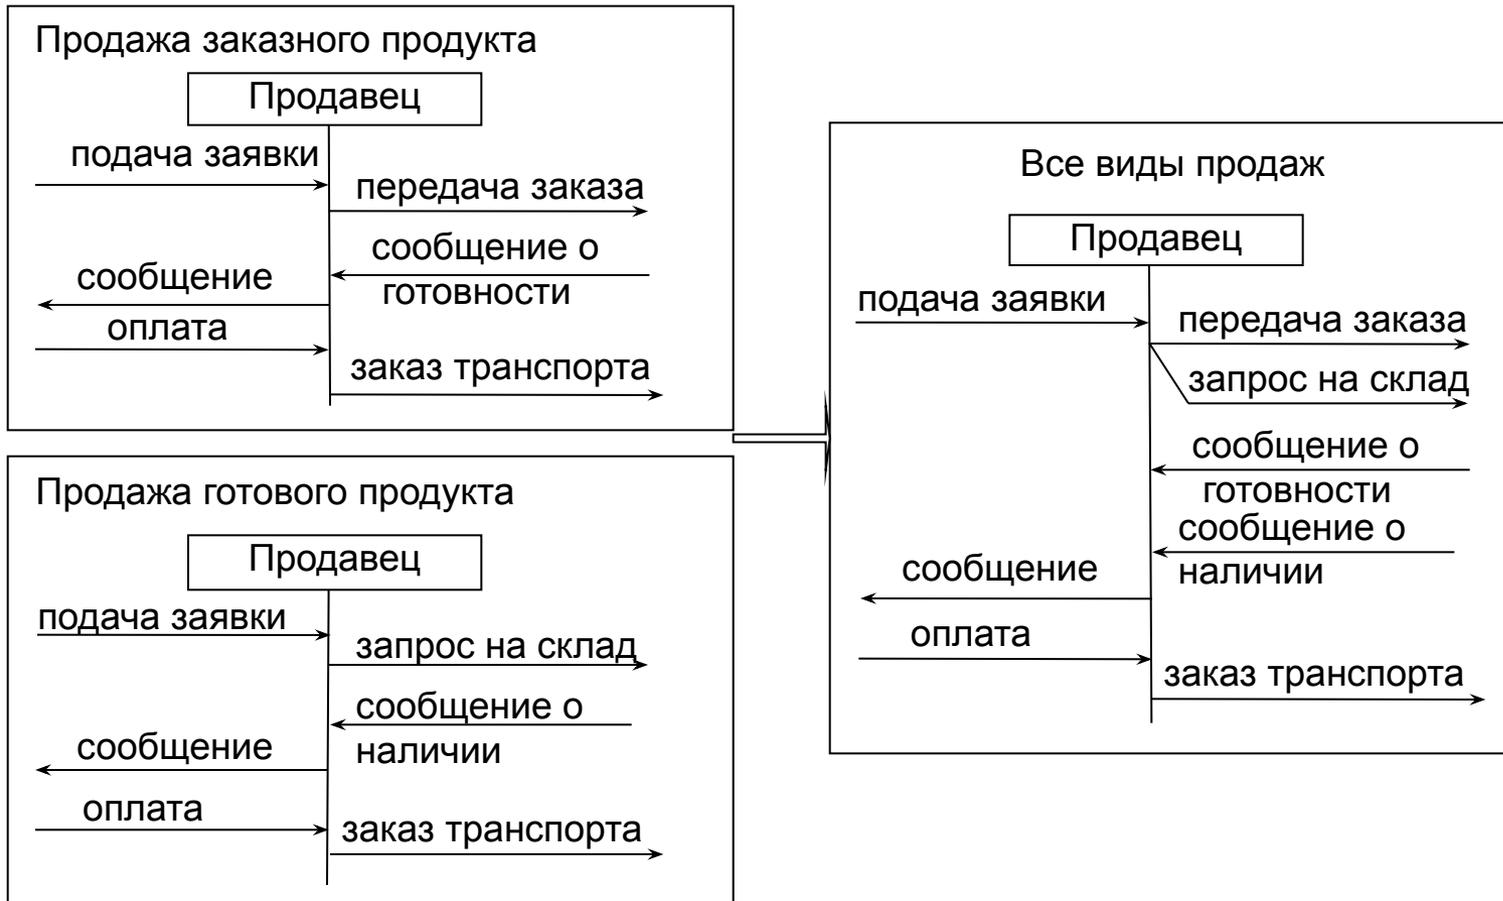 Продажа заказного продукта
Продавец
подача заявки
передача заказа
сообщение о
готовности
сообщение
оплата
заказ транспорта
Продажа готового продукта
Продавец
подача заявки
запрос на склад
сообщение о
наличии
сообщение
оплата
заказ транспорта
Все виды продаж
Продавец
подача заявки
передача заказа
запрос на склад
сообщение о
готовности
сообщение о
наличии
сообщение
оплата
заказ транспорта